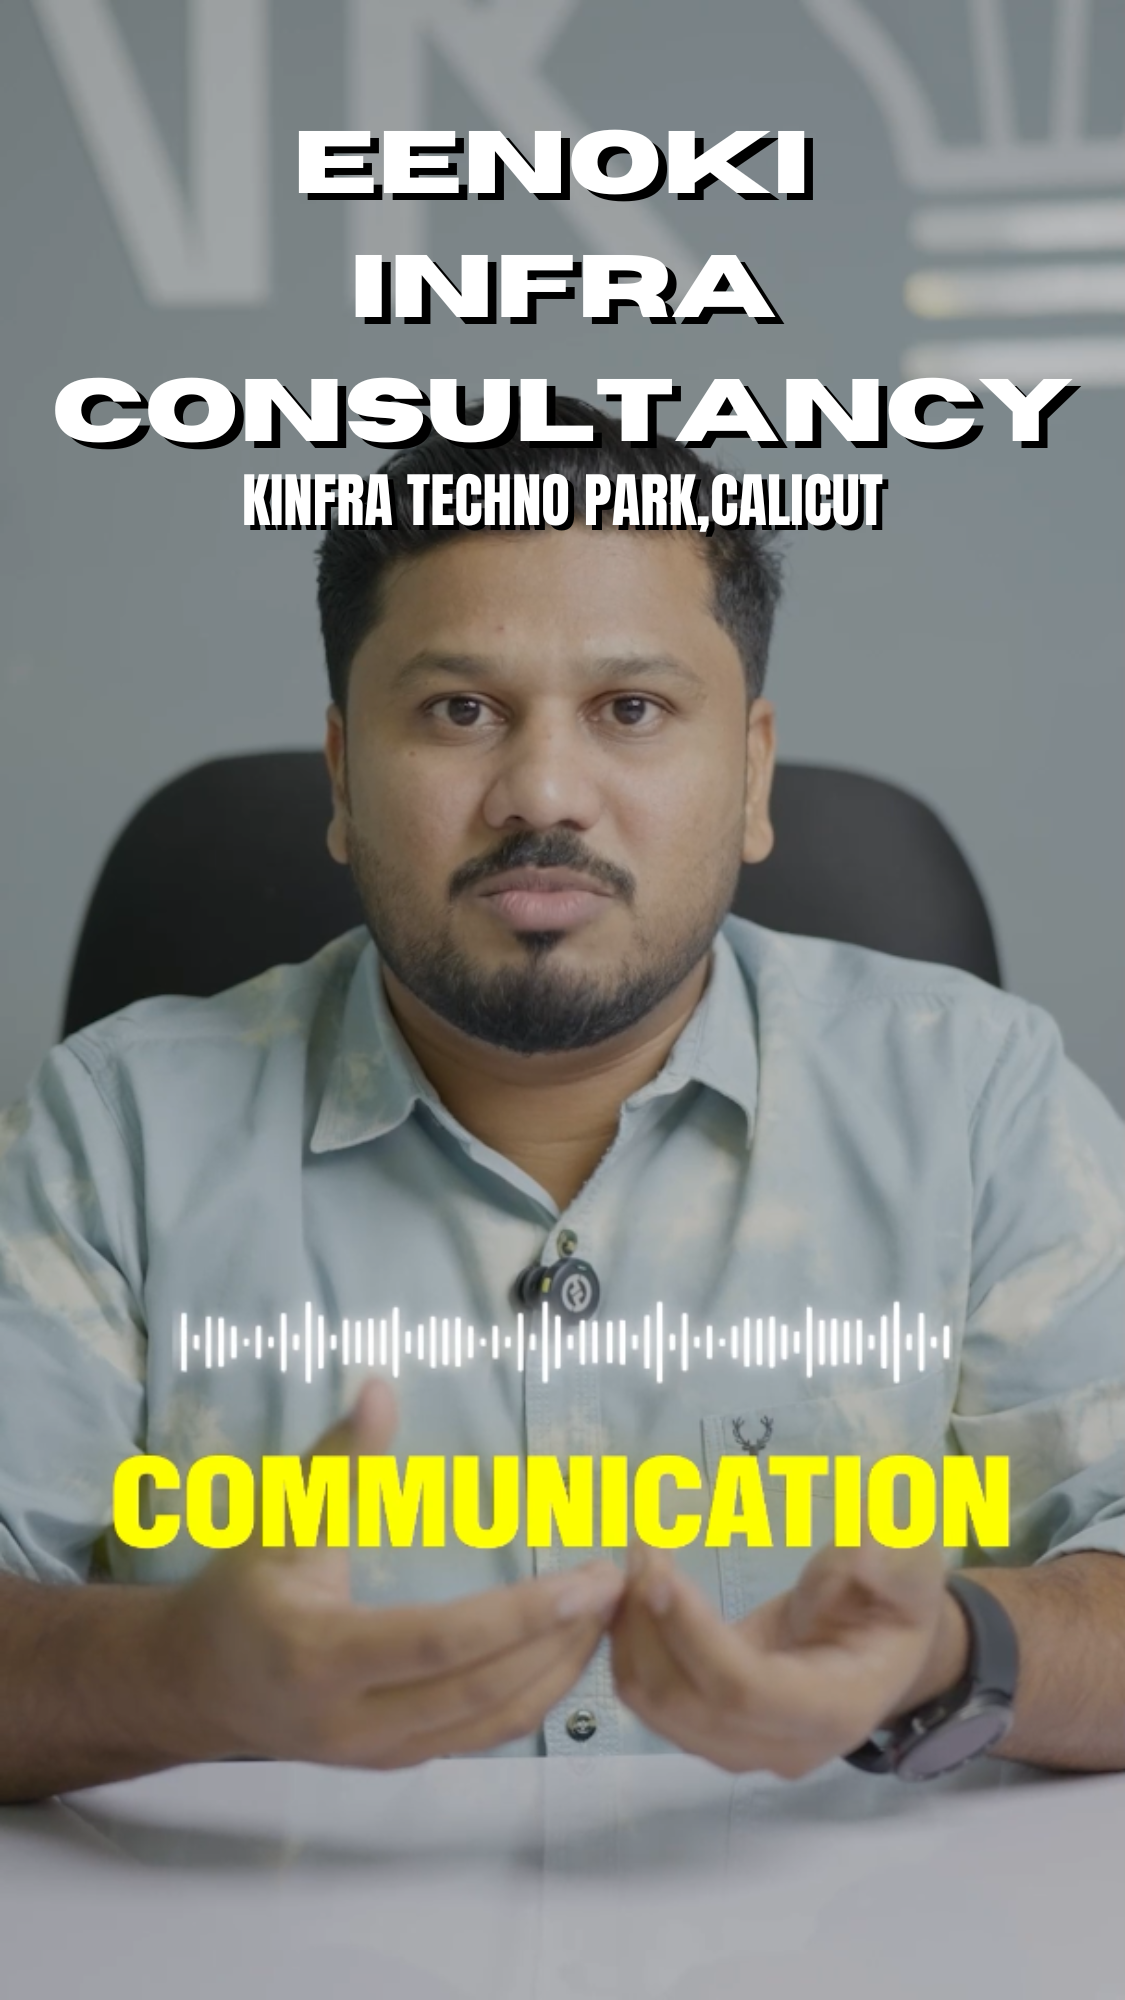 EENOKI
INFRA
CONSULTANCY
KINFRA TECHNO PARK,CALICUT
COMMUNICATION